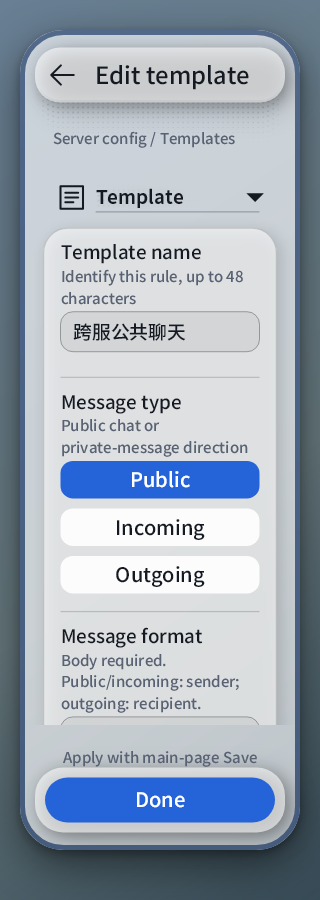 Edit template
Server config / Templates
Template
Template name
Identify this rule, up to 48
characters
跨服公共聊天
Message type
Public chat or
private-message direction
Public
Incoming
Outgoing
Message format
Body required.
Public/incoming: sender;
outgoing: recipient.
Apply with main-page Save
Done